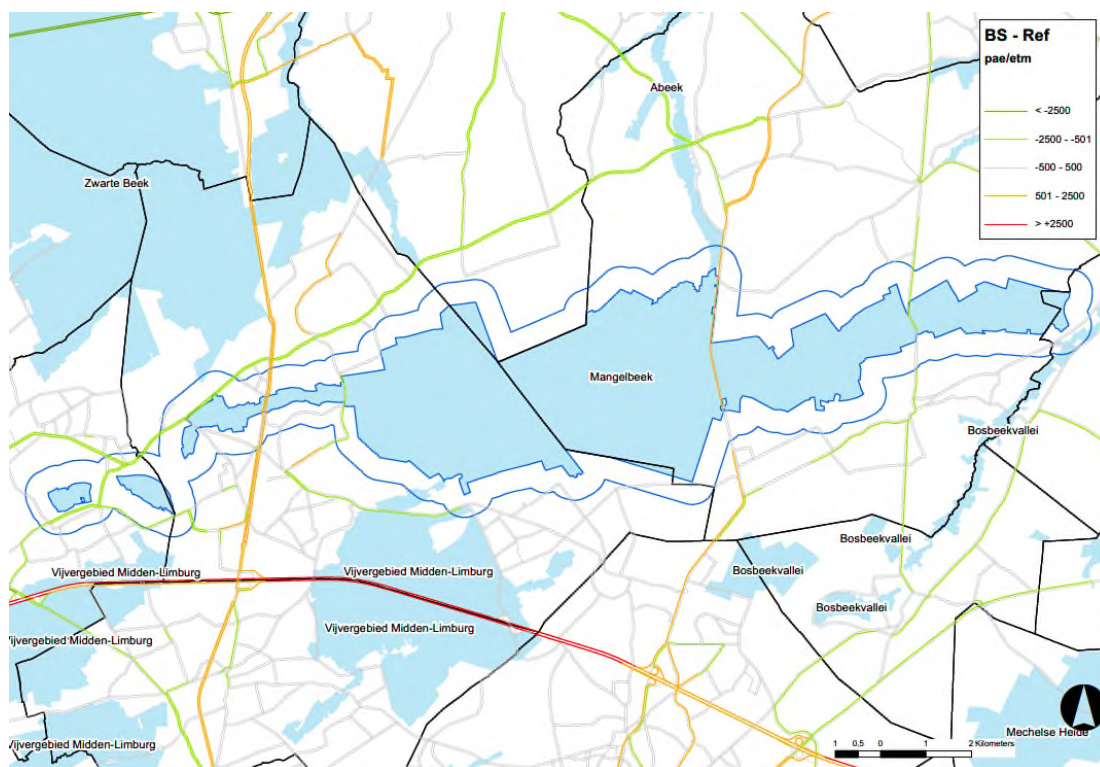 BS - Ref
pae/etm
< -2500
-2500 - -501
-500 - 500
501 - 2500
> +2500
Abeek
Zwarte Beek
Mangelbeek
Bosbeekvallei
Bosbeekvallei
Vijvergebied Midden-Limburg
Vijvergebied Midden-Limburg
Bosbeekvallei
Bosbeekvallei
Vijvergebied Midden-Limburg
Vijvergebied Midden-Limburg
Mechelse Heide
Vijvergebied Midden-Limburg
1 0,5 0 1 2 Kilometers